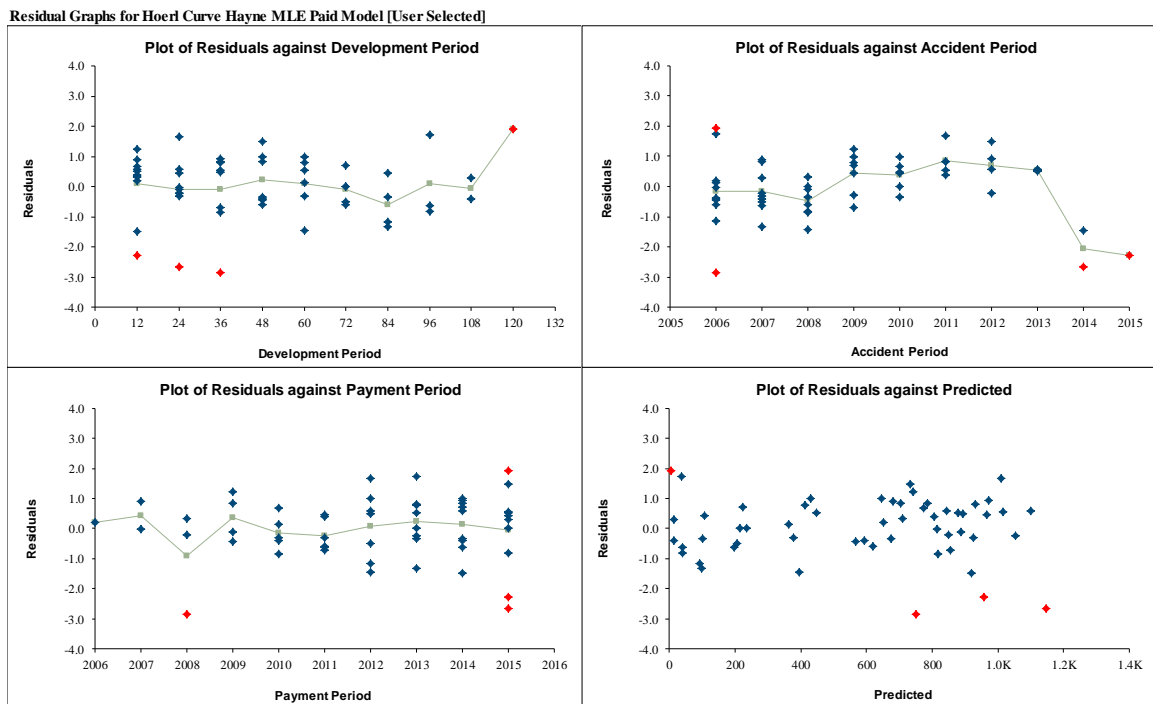 Residual Graphs for Hoerl Curve Hayne MLE Paid Model [User Selected]
Plot of Residuals against Development Period
4.0
3.0
2.0
1.0
0.0
-1.0
-2.0
-3.0
-4.0
Residuals
0 12 24 36 48 60 72 84 96 108 120 132
Development Period
Plot of Residuals against Accident Period
4.0
3.0
2.0
1.0
0.0
-1.0
-2.0
-3.0
-4.0
Residuals
2005 2006 2007 2008 2009 2010 2011 2012 2013 2014 2015
Accident Period
Plot of Residuals against Payment Period
4.0
3.0
2.0
1.0
0.0
-1.0
-2.0
-3.0
-4.0
Residuals
2006 2007 2008 2009 2010 2011 2012 2013 2014 2015 2016
Payment Period
Plot of Residuals against Predicted
4.0
3.0
2.0
1.0
0.0
-1.0
-2.0
-3.0
-4.0
Residuals
0 200 400 600 800 1.0K 1.2K 1.4K
Predicted